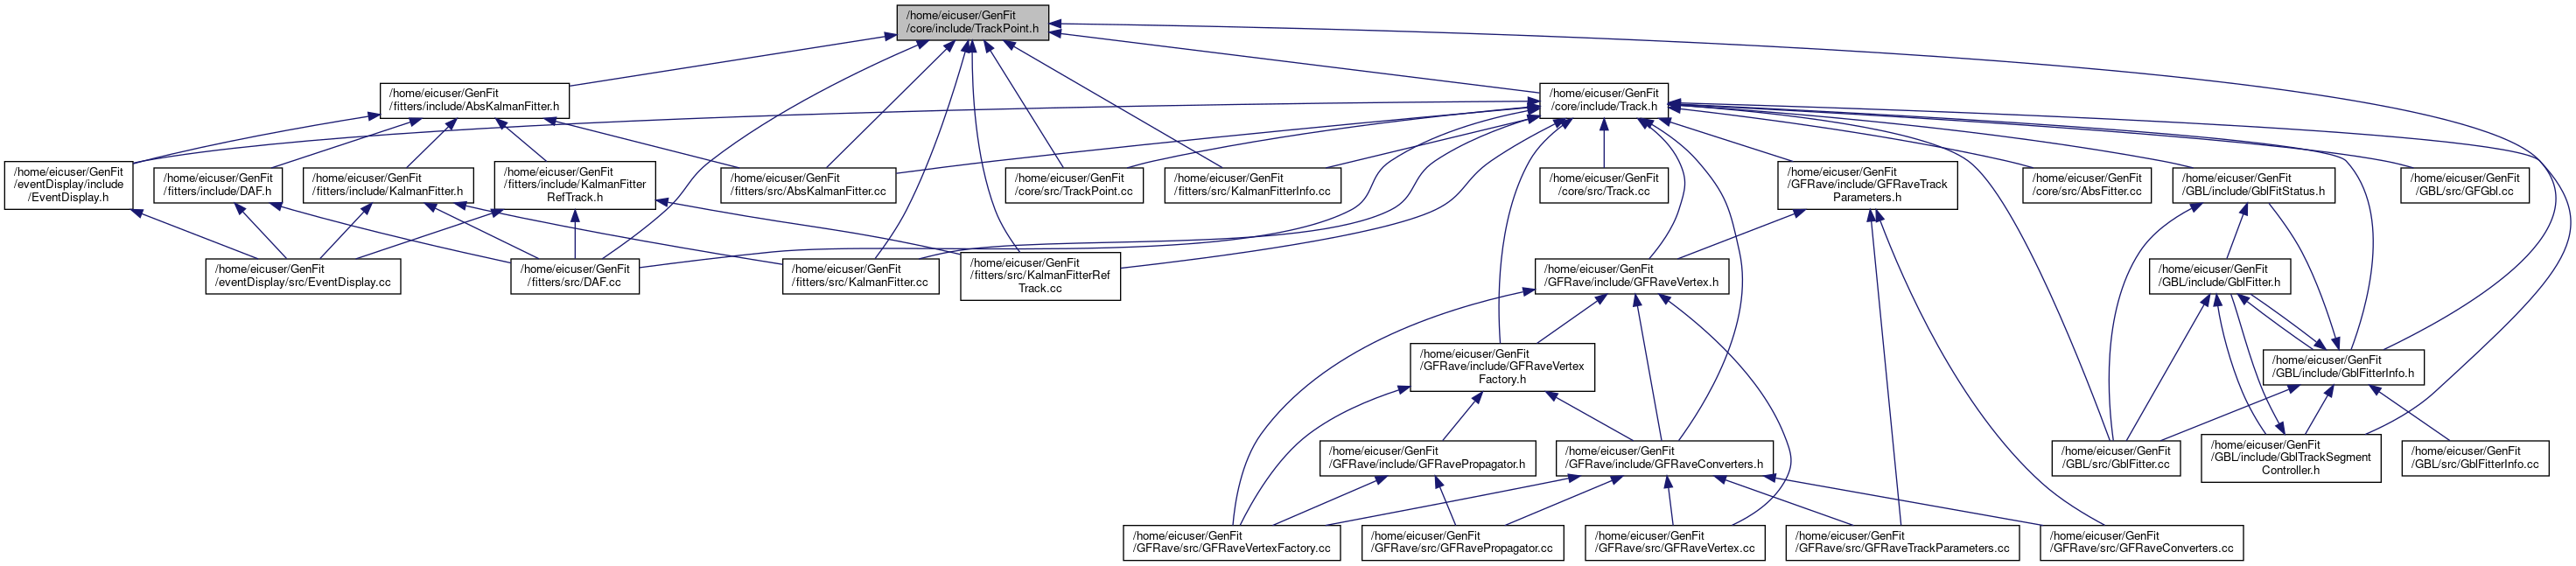 /home/eicuser/GenFit
/core/include/TrackPoint.h
/home/eicuser/GenFit
/fitters/include/AbsKalmanFitter.h
/home/eicuser/GenFit
/core/include/Track.h
/home/eicuser/GenFit
/eventDisplay/include
/EventDisplay.h
/home/eicuser/GenFit
/fitters/include/DAF.h
/home/eicuser/GenFit
/fitters/include/KalmanFitter.h
/home/eicuser/GenFit
/fitters/include/KalmanFitter
RefTrack.h
/home/eicuser/GenFit
/fitters/src/AbsKalmanFitter.cc
/home/eicuser/GenFit
/core/src/TrackPoint.cc
/home/eicuser/GenFit
/fitters/src/KalmanFitterInfo.cc
/home/eicuser/GenFit
/core/src/Track.cc
/home/eicuser/GenFit
/GFRave/include/GFRaveTrack
Parameters.h
/home/eicuser/GenFit
/core/src/AbsFitter.cc
/home/eicuser/GenFit
/GBL/include/GblFitStatus.h
/home/eicuser/GenFit
/GBL/src/GFGbl.cc
/home/eicuser/GenFit
/eventDisplay/src/EventDisplay.cc
/home/eicuser/GenFit
/fitters/src/DAF.cc
/home/eicuser/GenFit
/fitters/src/KalmanFitter.cc
/home/eicuser/GenFit
/fitters/src/KalmanFitterRef
Track.cc
/home/eicuser/GenFit
/GFRave/include/GFRaveVertex.h
/home/eicuser/GenFit
/GBL/include/GblFitter.h
/home/eicuser/GenFit
/GFRave/include/GFRaveVertex
Factory.h
/home/eicuser/GenFit
/GBL/include/GblFitterInfo.h
/home/eicuser/GenFit
/GFRave/include/GFRavePropagator.h
/home/eicuser/GenFit
/GFRave/include/GFRaveConverters.h
/home/eicuser/GenFit
/GBL/src/GblFitter.cc
/home/eicuser/GenFit
/GBL/include/GblTrackSegment
Controller.h
/home/eicuser/GenFit
/GBL/src/GblFitterInfo.cc
/home/eicuser/GenFit
/GFRave/src/GFRaveVertexFactory.cc
/home/eicuser/GenFit
/GFRave/src/GFRavePropagator.cc
/home/eicuser/GenFit
/GFRave/src/GFRaveVertex.cc
/home/eicuser/GenFit
/GFRave/src/GFRaveTrackParameters.cc
/home/eicuser/GenFit
/GFRave/src/GFRaveConverters.cc